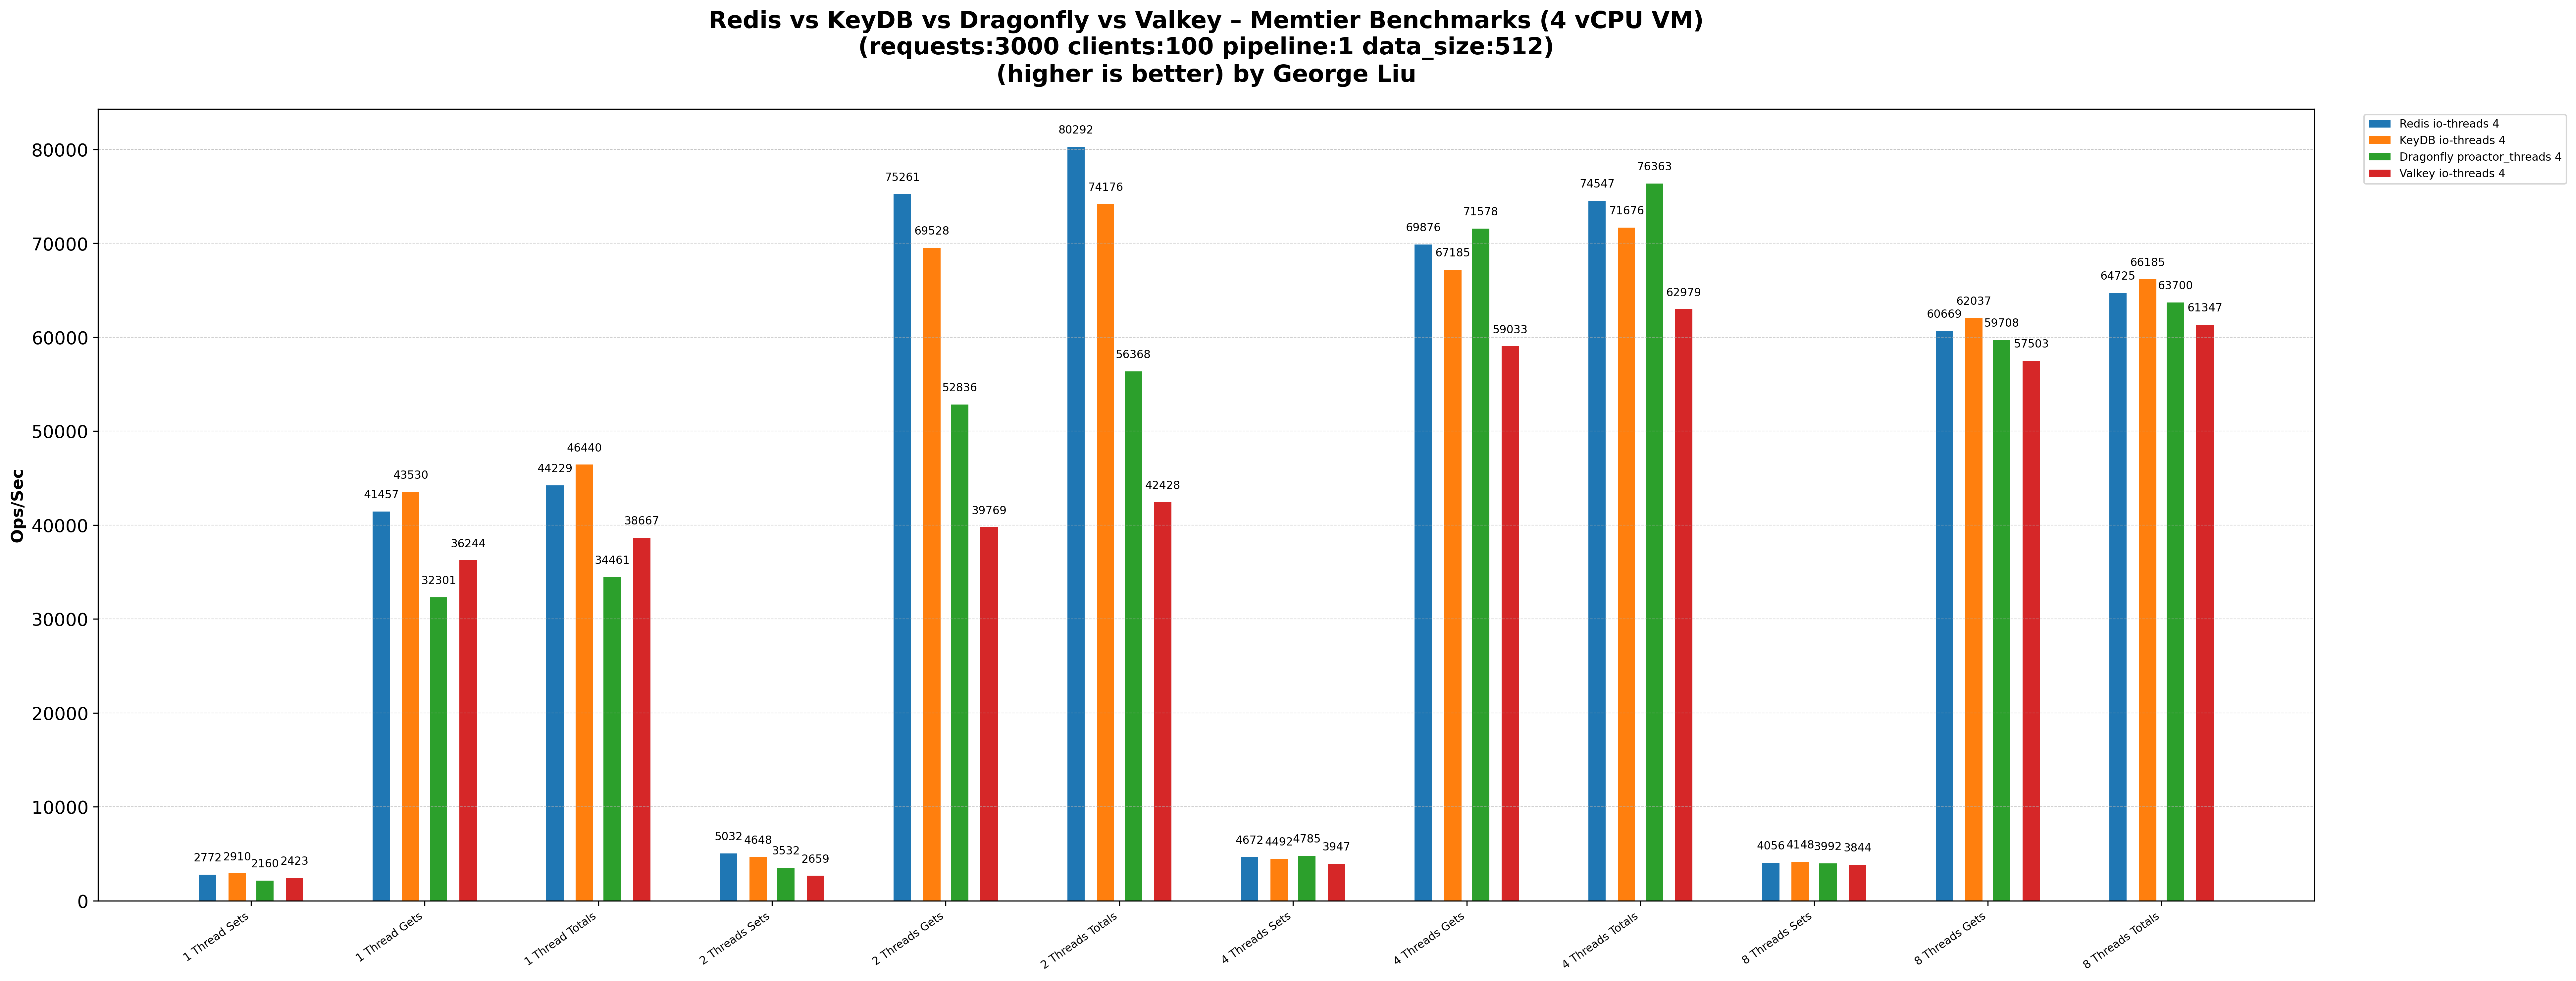 Redis vs KeyDB vs Dragonfly vs Valkey – Memtier Benchmarks (4 vCPU VM)
(requests:3000 clients:100 pipeline:1 data_size:512)
(higher is better) by George Liu
Redis io-threads 4
KeyDB io-threads 4
Dragonfly proactor_threads 4
Valkey io-threads 4
Ops/Sec
80000
70000
60000
50000
40000
30000
20000
10000
0
2772 2910 2160 2423
41457 43530 32301 36244
44229 46440 34461 38667
5032 4648 3532 2659
75261 69528 52836 39769
80292 74176 56368 42428
4672 4492 4785 3947
69876 67185 71578 59033
74547 71676 76363 62979
4056 4148 3992 3844
60669 62037 59708 57503
64725 66185 63700 61347
1 Thread Sets
1 Thread Gets
1 Thread Totals
2 Threads Sets
2 Threads Gets
2 Threads Totals
4 Threads Sets
4 Threads Gets
4 Threads Totals
8 Threads Sets
8 Threads Gets
8 Threads Totals